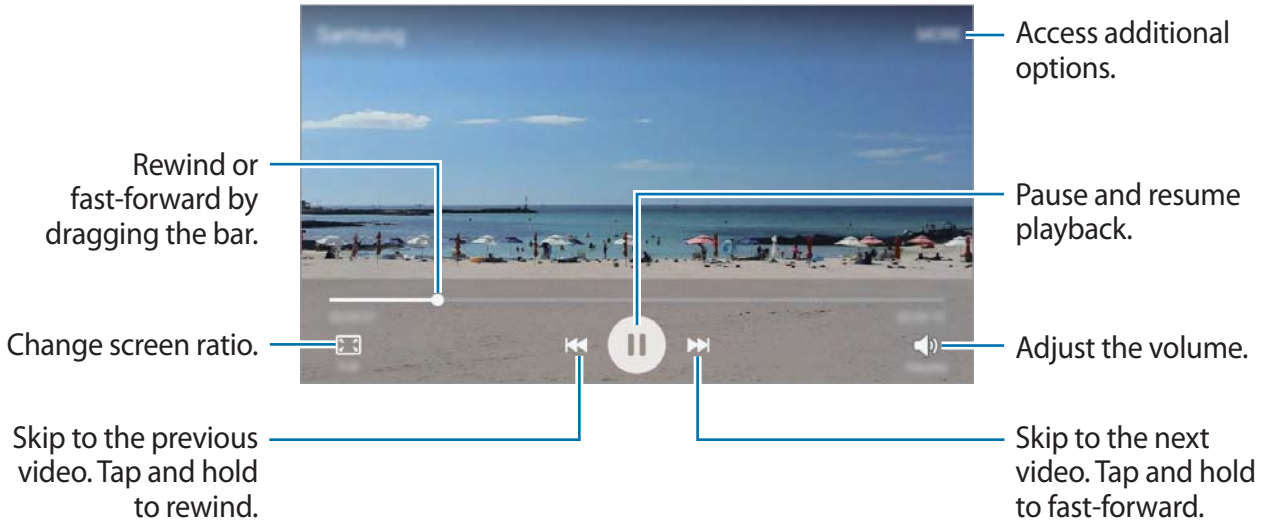 Access additional
options.
Rewind or
fast-forward by
dragging the bar.
Pause and resume
playback.
Change screen ratio.
Adjust the volume.
Skip to the previous
video. Tap and hold
to rewind.
Skip to the next
video. Tap and hold
to fast-forward.